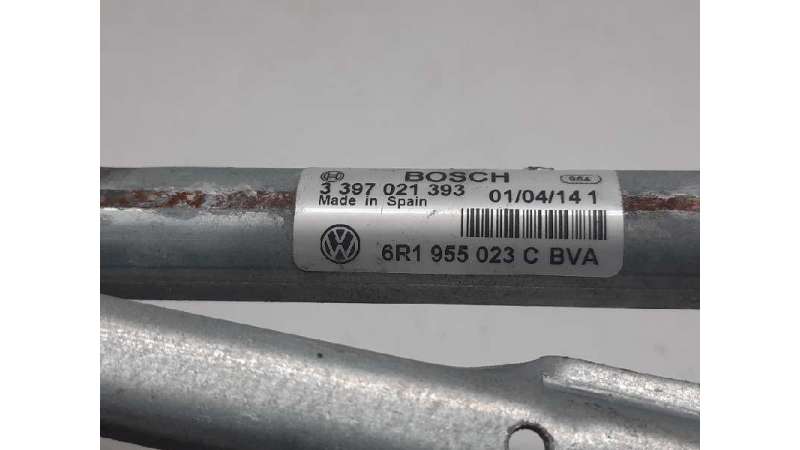 BOSCH
3 397 021 393 01/04/14 1
Made in Spain
6R1 955 023 C BVA